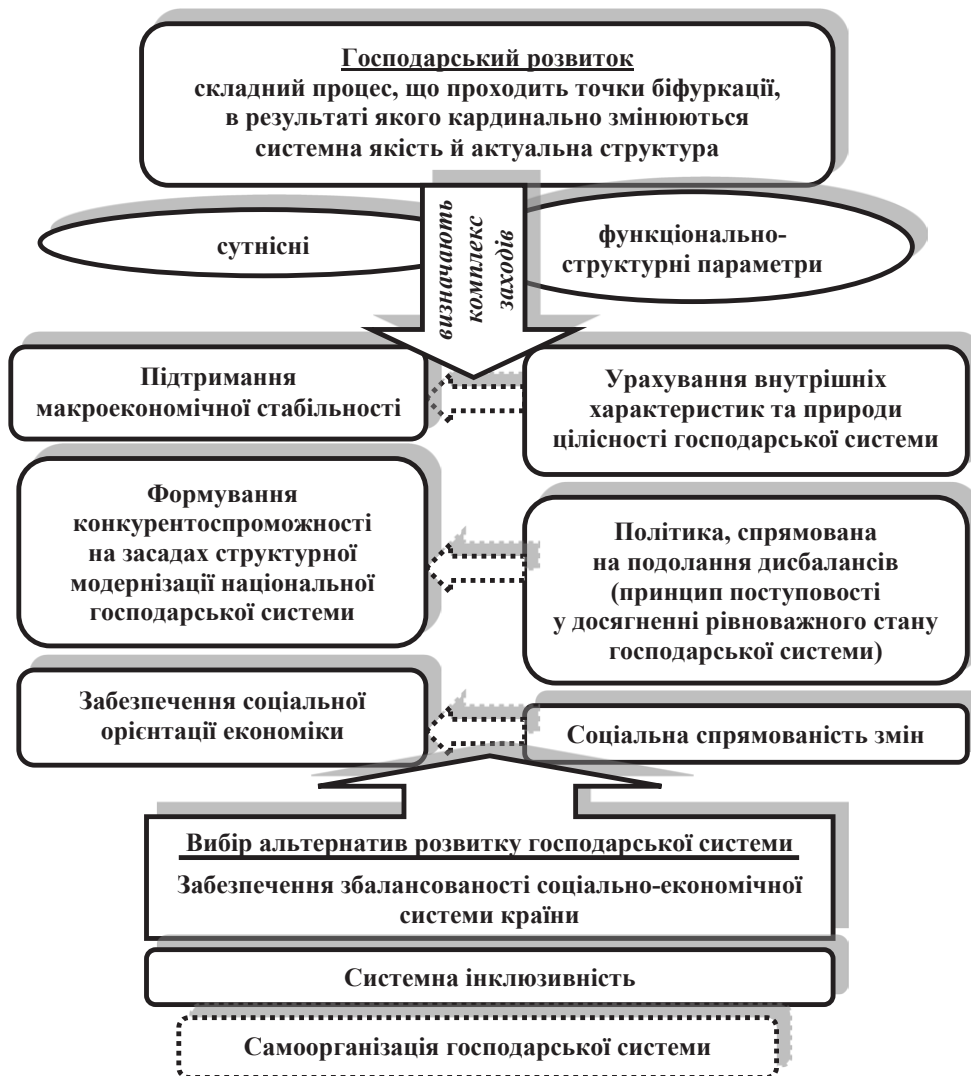 Господарський розвиток
складний процес, що проходить точки біфуркації,
в результаті якого кардинально змінюються
системна якість й актуальна структура
сутнісні
визначають
комплекс
заходів
функціонально-
структурні параметри
Підтримання
макроекономічної стабільності
Урахування внутрішніх
характеристик та природи
цілісності господарської системи
Формування
конкурентоспроможності
на засадах структурної
модернізації національної
господарської системи
Політика, спрямована
на подолання дисбалансів
(принцип поступовості
у досягненні рівноважного стану
господарської системи)
Забезпечення соціальної
орієнтації економіки
Соціальна спрямованість змін
Вибір альтернатив розвитку господарської системи
Забезпечення збалансованості соціально-економічної
системи країни
Системна інклюзивність
Самоорганізація господарської системи